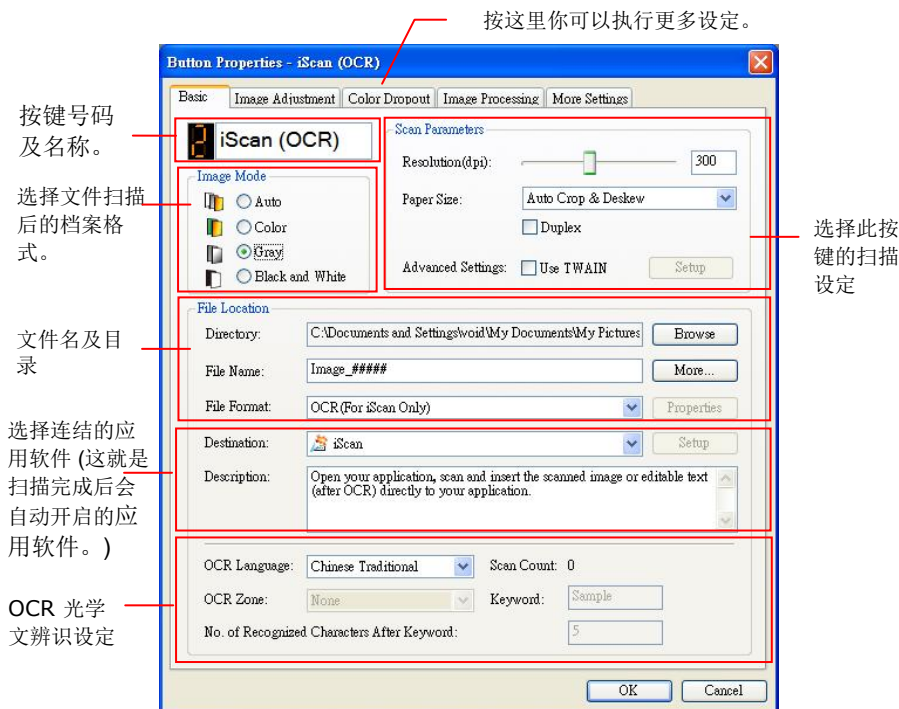 按这里你可以执行更多设定。
Button Properties - iScan (OCR)
Basic Image Adjustment Color Dropout Image Processing More Settings
按键号码
及名称。
2 iScan (OCR)
选择文件扫描
后的档案格
式。
Image Mode
Auto
Color
Gray
Black and White
Scan Parameters
Resolution(dpi): 300
Paper Size: Auto Crop & Deskew
Duplex
Advanced Settings: Use TWAIN Setup
选择此按
键的扫描
设定
文件名及目
录
File Location
Directory: C:\Documents and Settings\void\My Documents\My Pictures Browse
File Name: Image_##### More...
File Format: OCR(For iScan Only) Properties
选择连结的应
用软件 (这就是
扫描完成后会
自动开启的应
用软件。)
Destination: iScan Setup
Description: Open your application, scan and insert the scanned image or editable text
(after OCR) directly to your application.
OCR 光学
文辨识设定
OCR Language: Chinese Traditional Scan Count: 0
OCR Zone: None Keyword: Sample
No. of Recognized Characters After Keyword: 5
OK Cancel